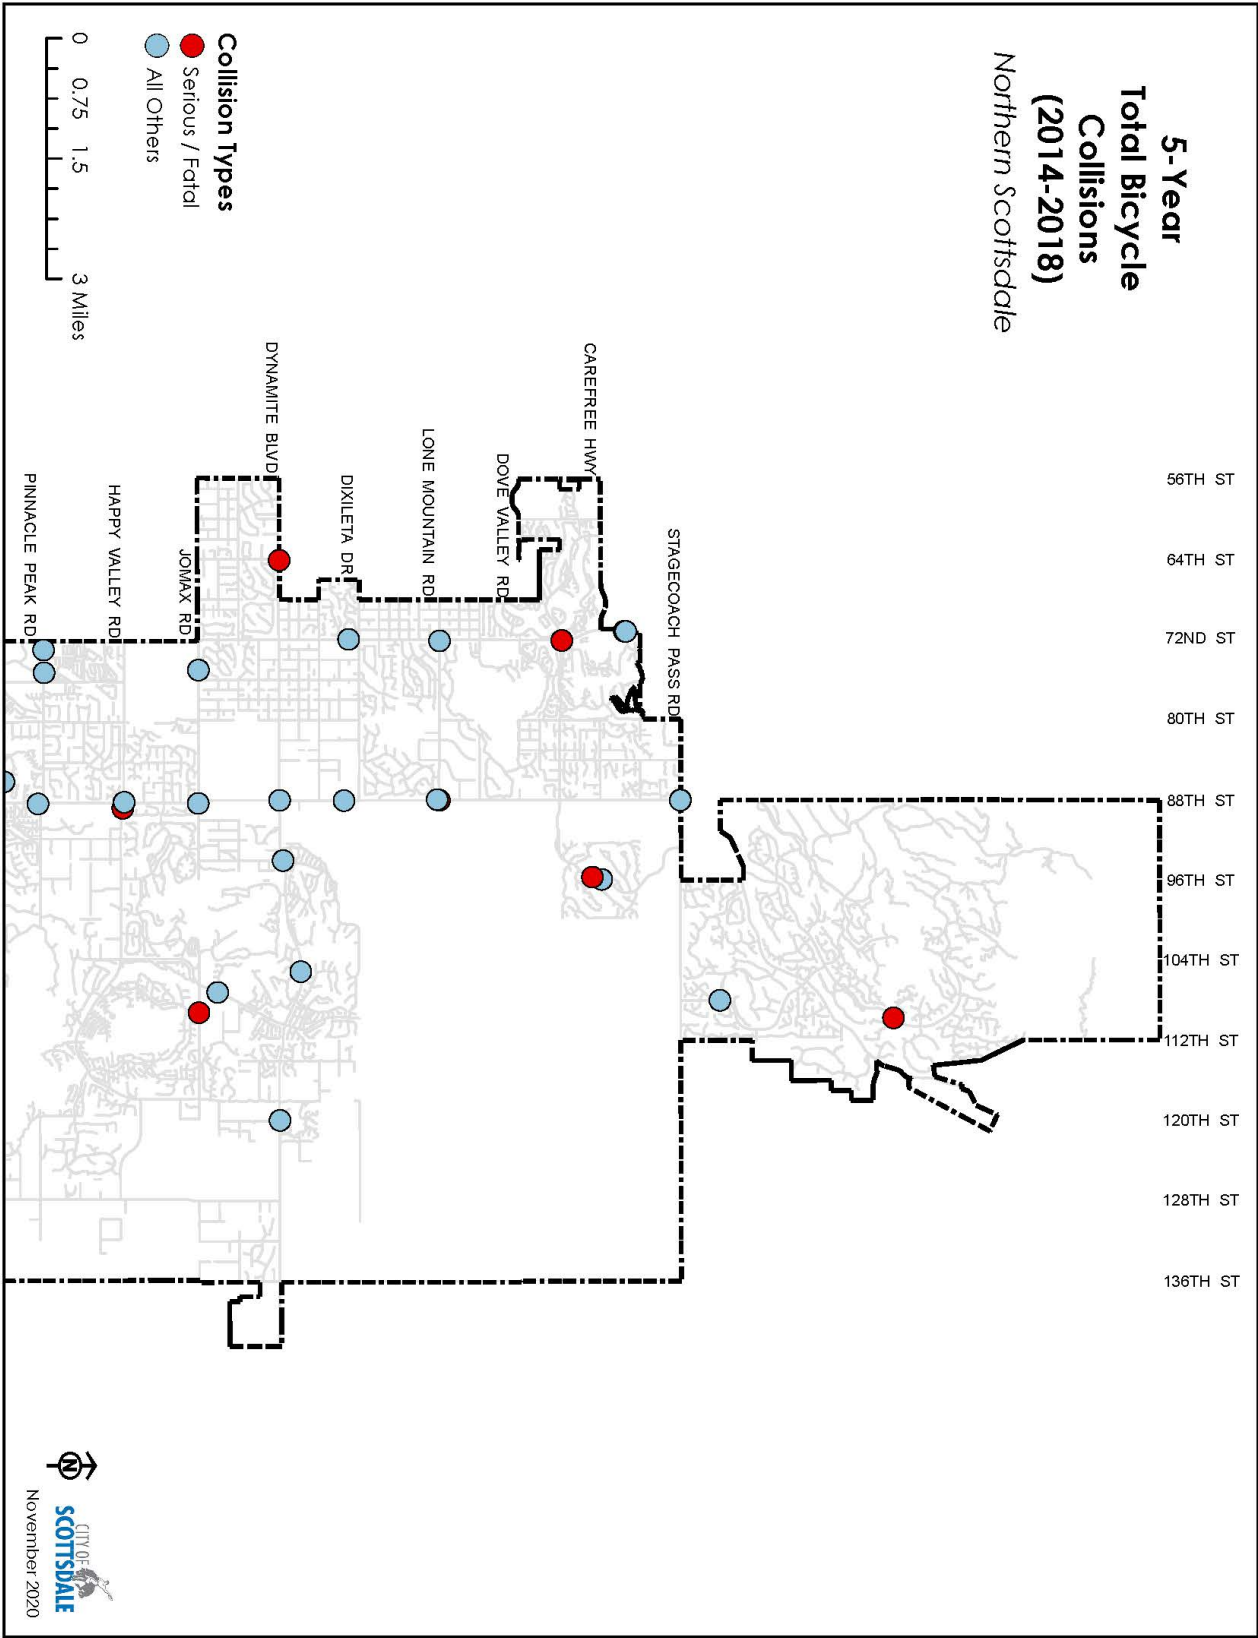 5-Year
Total Bicycle
Collisions
(2014-2018)
Northern Scottsdale
56TH ST
64TH ST
72ND ST
80TH ST
88TH ST
96TH ST
104TH ST
112TH ST
120TH ST
128TH ST
136TH ST
STAGECOACH PASS RD
CAREFREE HWY
DOVE VALLEY RD
LONE MOUNTAIN RD
DIXILETA DR
DYNAMITE BLVD
JOMAX RD
HAPPY VALLEY RD
PINNACLE PEAK RD
Collision Types
Serious / Fatal
All Others
0 0.75 1.5 3 Miles
N
CITY OF
SCOTTSDALE
November 2020